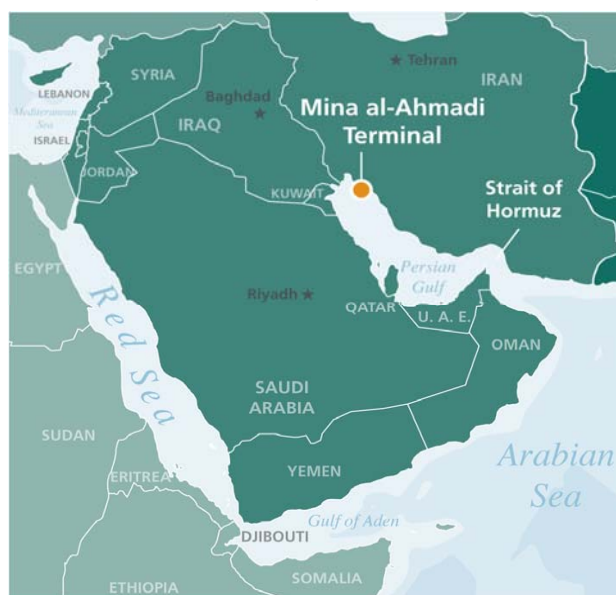 SYRIA
Tehran
IRAN
LEBANON
Baghdad
Mediterranean
Sea
IRAQ
Mina al-Ahmadi
Terminal
ISRAEL
JORDAN
KUWAIT
Strait of
Hormuz
EGYPT
Persian
Gulf
Riyadh
QATAR
U. A. E.
Red Sea
OMAN
SAUDI
ARABIA
SUDAN
Arabian
Sea
ERITREA
YEMEN
Gulf of Aden
DJIBOUTI
ETHIOPIA
SOMALIA